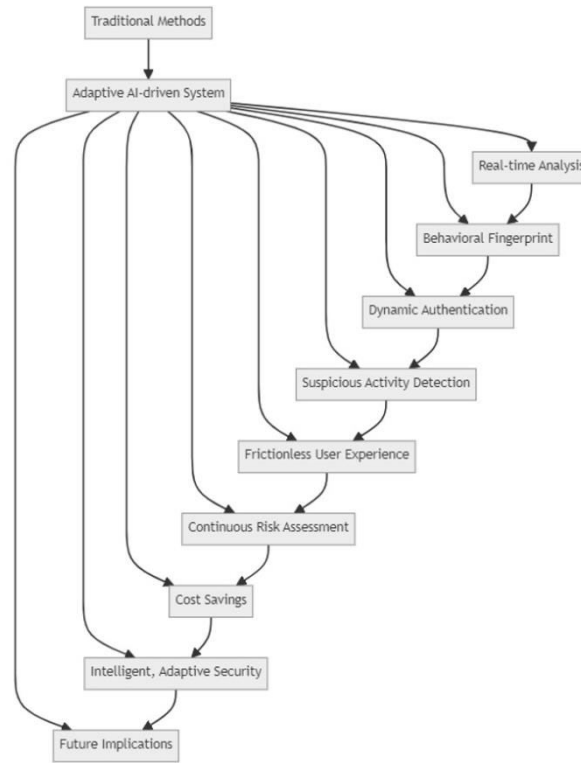 Traditional Methods
Adaptive AI-driven System
Real-time Analysis
Behavioral Fingerprint
Dynamic Authentication
Suspicious Activity Detection
Frictionless User Experience
Continuous Risk Assessment
Cost Savings
Intelligent, Adaptive Security
Future Implications